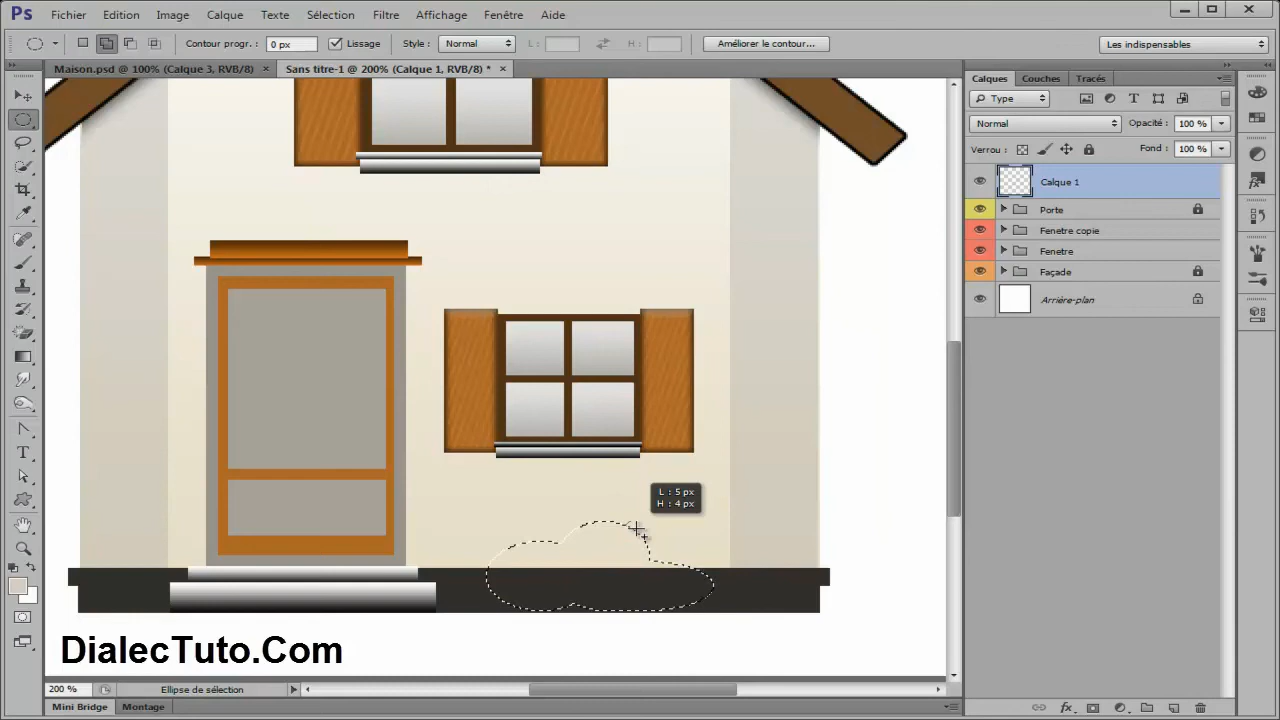 Ps Fichier Edition Image Calque Texte Sélection Filtre Affichage Fenêtre Aide
Contour progr. : 0 px Lissage Style : Normal L : H : Améliorer le contour... Les indispensables
Maison.psd @ 100% (Calque 3, RVB/8) × Sans titre-1 @ 200% (Calque 1, RVB/8) * ×
Calques Couches Tracés
Type
Normal Opacité : 100 %
Verrou : Fond : 100 %
Calque 1
Porte
Fenetre copie
Fenetre
Façade
Arrière-plan
L : 5 px
H : 4 px
DialecTuto.Com
200 % Ellipse de sélection
Mini Bridge Montage